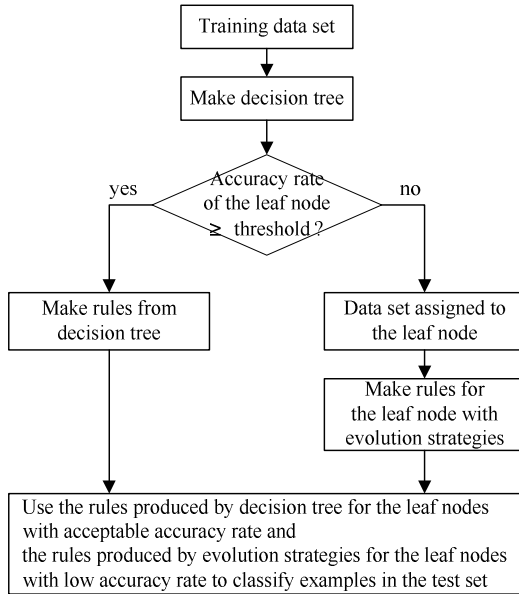 Training data set
Make decision tree
Accuracy rate
of the leaf node
≥ threshold?
yes
no
Make rules from
decision tree
Data set assigned to
the leaf node
Make rules for
the leaf node with
evolution strategies
Use the rules produced by decision tree for the leaf nodes
with acceptable accuracy rate and
the rules produced by evolution strategies for the leaf nodes
with low accuracy rate to classify examples in the test set